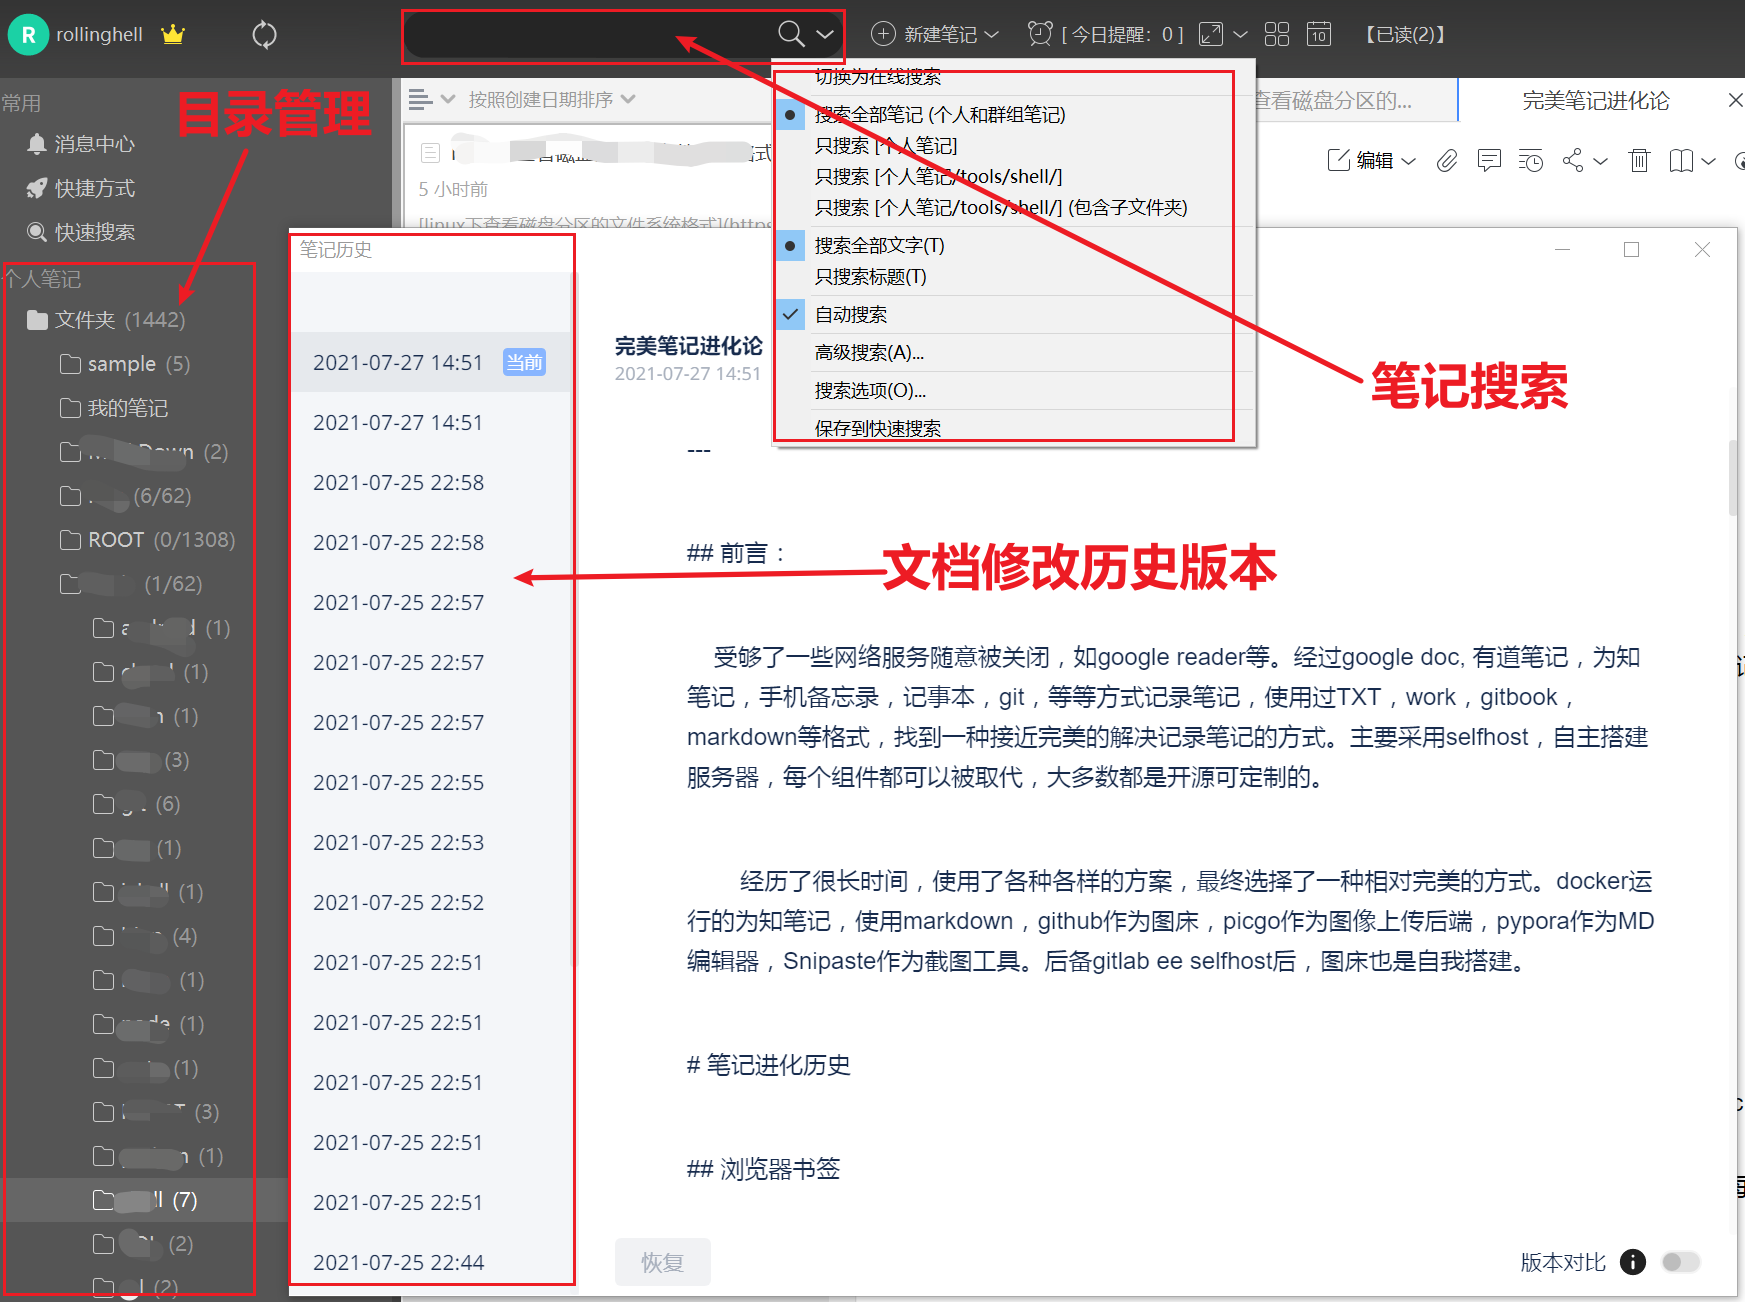 R rollinghell
新建笔记
[ 今日提醒：0 ]
10
【已读(2)】
常用
目录管理
消息中心
快捷方式
快速搜索
个人笔记
文件夹 (1442)
sample (5)
我的笔记
(2)
(6/62)
ROOT (0/1308)
(1/62)
(1)
(1)
(1)
(3)
(6)
(1)
(1)
(4)
(1)
(1)
(1)
(3)
(1)
(7)
(2)
(2)
按照创建日期排序
5 小时前
[linux下查看磁盘分区的文件系统格式](https
切换为在线搜索
搜索全部笔记 (个人和群组笔记)
只搜索 [个人笔记]
只搜索 [个人笔记/tools/shell/]
只搜索 [个人笔记/tools/shell/] (包含子文件夹)
搜索全部文字(T)
只搜索标题(T)
自动搜索
高级搜索(A)...
搜索选项(O)...
保存到快速搜索
笔记搜索
查看磁盘分区的...
完美笔记进化论
编辑
笔记历史
2021-07-27 14:51 当前
2021-07-27 14:51
2021-07-25 22:58
2021-07-25 22:58
2021-07-25 22:57
2021-07-25 22:57
2021-07-25 22:57
2021-07-25 22:55
2021-07-25 22:53
2021-07-25 22:52
2021-07-25 22:51
2021-07-25 22:51
2021-07-25 22:51
2021-07-25 22:51
2021-07-25 22:51
2021-07-25 22:44
完美笔记进化论
2021-07-27 14:51
---
## 前言：
文档修改历史版本
受够了一些网络服务随意被关闭，如google reader等。经过google doc, 有道笔记，为知
笔记，手机备忘录，记事本，git，等等方式记录笔记，使用过TXT，work，gitbook，
markdown等格式，找到一种接近完美的解决记录笔记的方式。主要采用selfhost，自主搭建
服务器，每个组件都可以被取代，大多数都是开源可定制的。
经历了很长时间，使用了各种各样的方案，最终选择了一种相对完美的方式。docker运
行的为知笔记，使用markdown，github作为图床，picgo作为图像上传后端，pypora作为MD
编辑器，Snipaste作为截图工具。后备gitlab ee selfhost后，图床也是自我搭建。
# 笔记进化历史
## 浏览器书签
恢复
版本对比